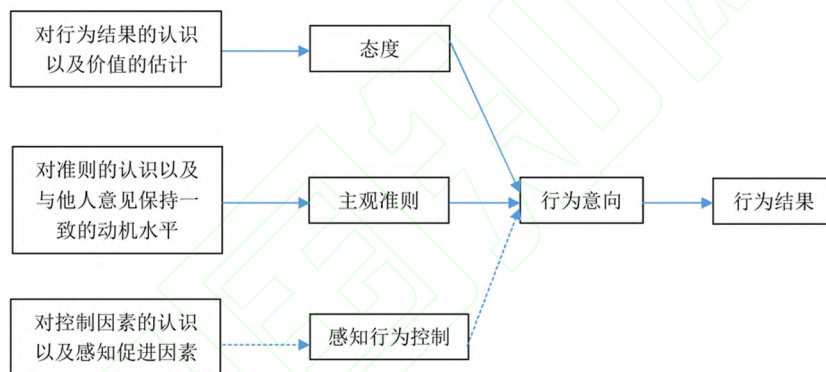 对行为结果的认识
以及价值的估计
态度
对准则的认识以及
与他人意见保持一
致的动机水平
主观准则
行为意向
行为结果
对控制因素的认识
以及感知促进因素
感知行为控制